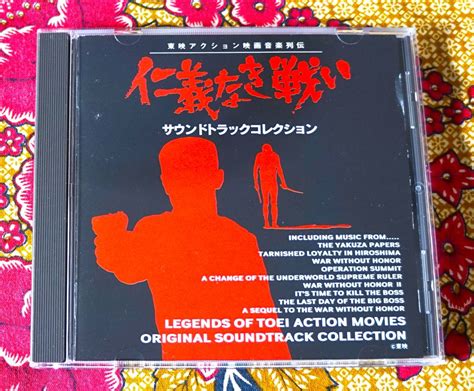 東映アクション映画音楽列伝
仁義なき戦い
サウンドトラックコレクション
INCLUDING MUSIC FROM.....
THE YAKUZA PAPERS
TARNISHED LOYALTY IN HIROSHIMA
WAR WITHOUT HONOR
OPERATION SUMMIT
A CHANGE OF THE UNDERWORLD SUPREME RULER
WAR WITHOUT HONOR II
IT'S TIME TO KILL THE BOSS
THE LAST DAY OF THE BIG BOSS
A SEQUEL TO THE WAR WITHOUT HONOR
LEGENDS OF TOEI ACTION MOVIES
ORIGINAL SOUNDTRACK COLLECTION
©東映